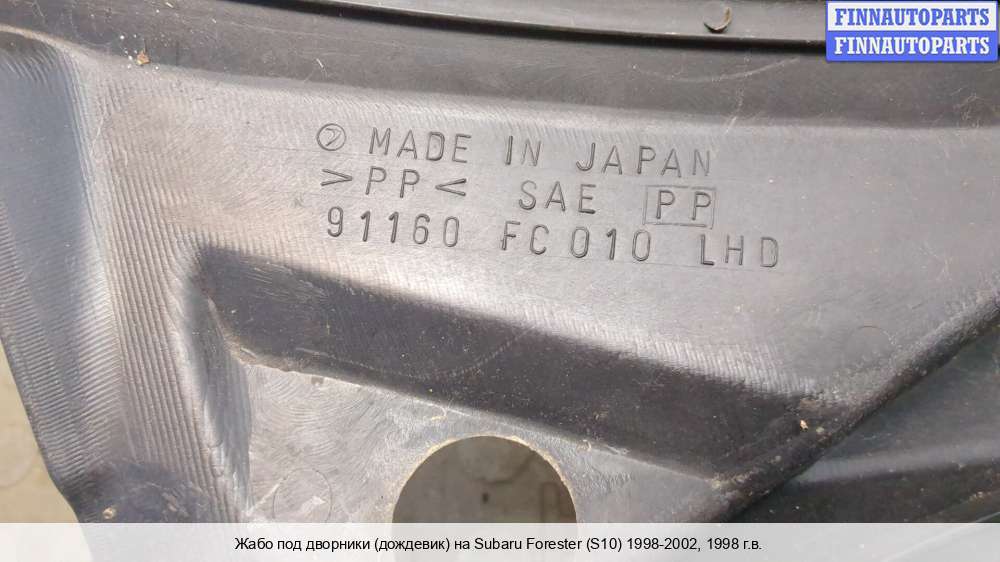 FINNAUTOPARTS
FINNAUTOPARTS
MADE IN JAPAN
>PP< SAE PP
91160 FC010 LHD
Жабо под дворники (дождевик) на Subaru Forester (S10) 1998-2002, 1998 г.в.